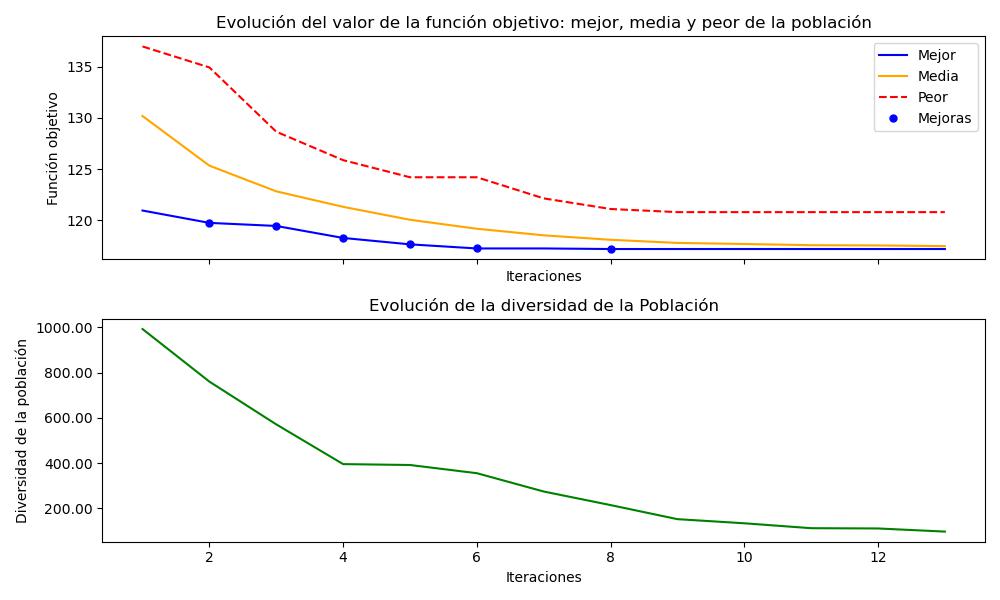 Evolución del valor de la función objetivo: mejor, media y peor de la población
Función objetivo
135
130
125
120
Mejor
Media
Peor
Mejoras
Iteraciones
Evolución de la diversidad de la Población
Diversidad de la población
1000.00
800.00
600.00
400.00
200.00
2 4 6 8 10 12
Iteraciones